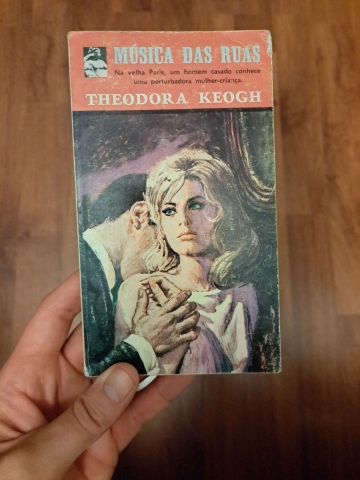 MÚSICA DAS RUAS
Na velha Paris, um homem casado conhece
uma perturbadora mulher-criança.
THEODORA KEOGH